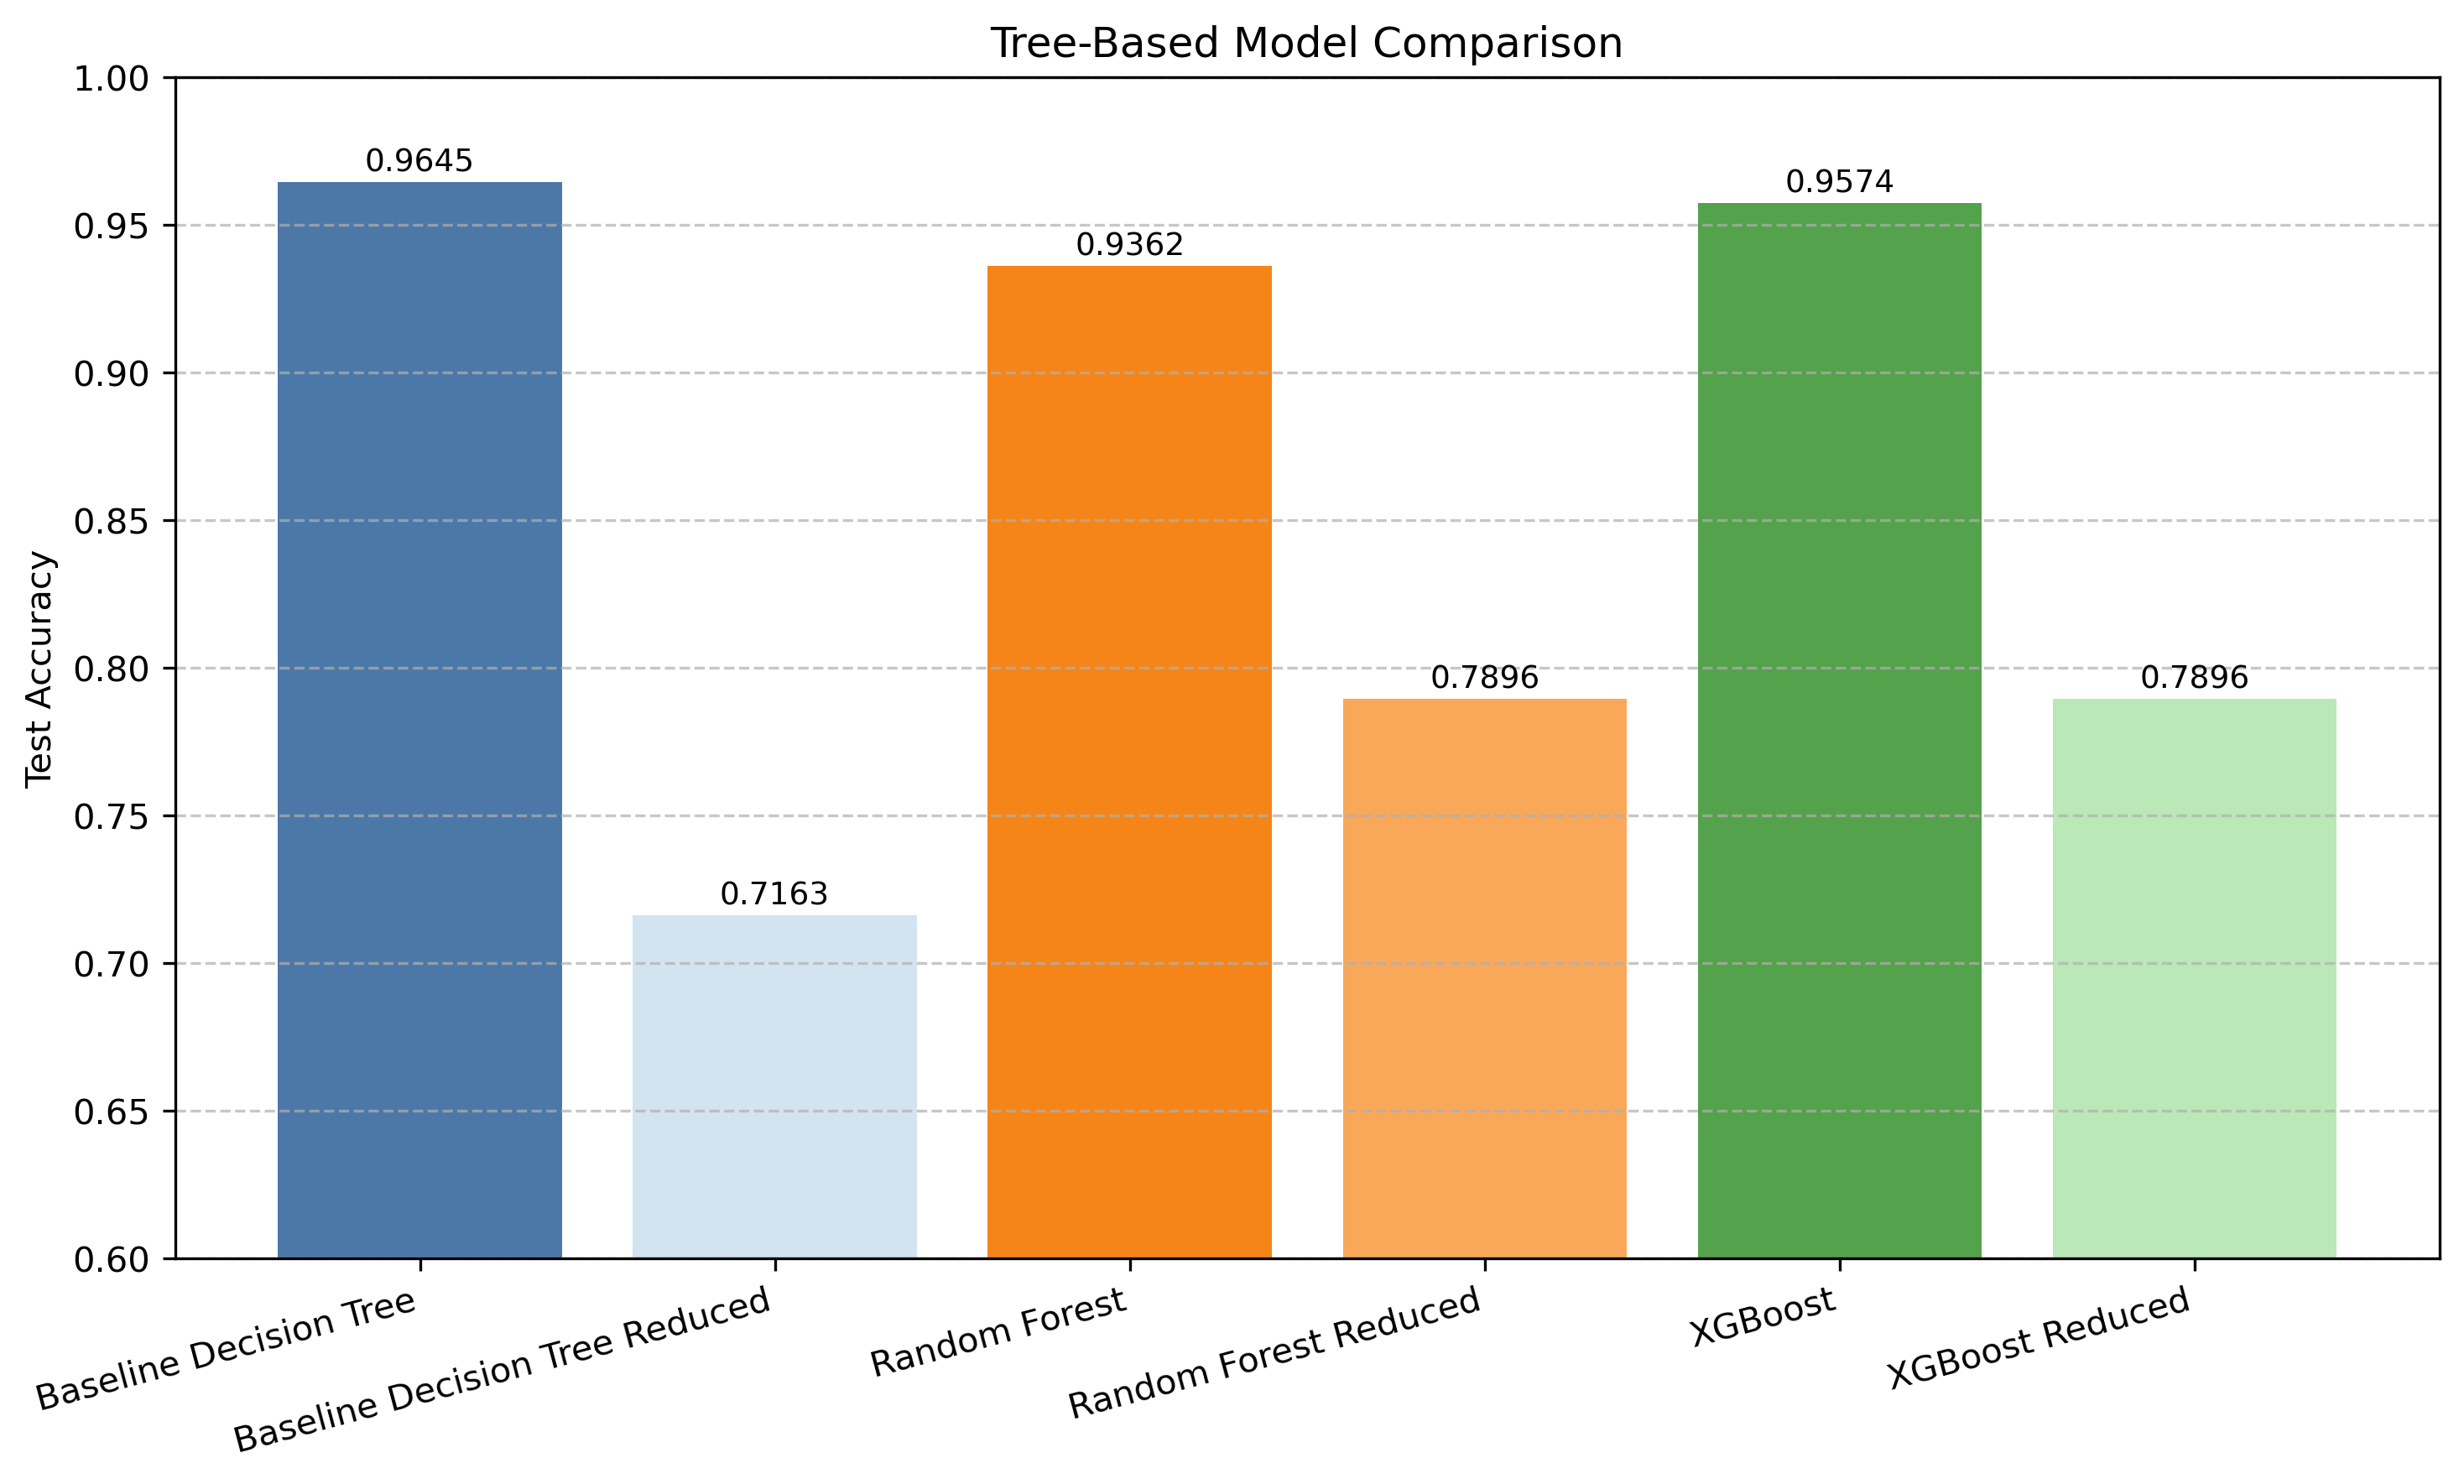 Tree-Based Model Comparison
Test Accuracy
1.00
0.95
0.90
0.85
0.80
0.75
0.70
0.65
0.60
0.9645
0.7163
0.9362
0.7896
0.9574
0.7896
Baseline Decision Tree
Baseline Decision Tree Reduced
Random Forest
Random Forest Reduced
XGBoost
XGBoost Reduced